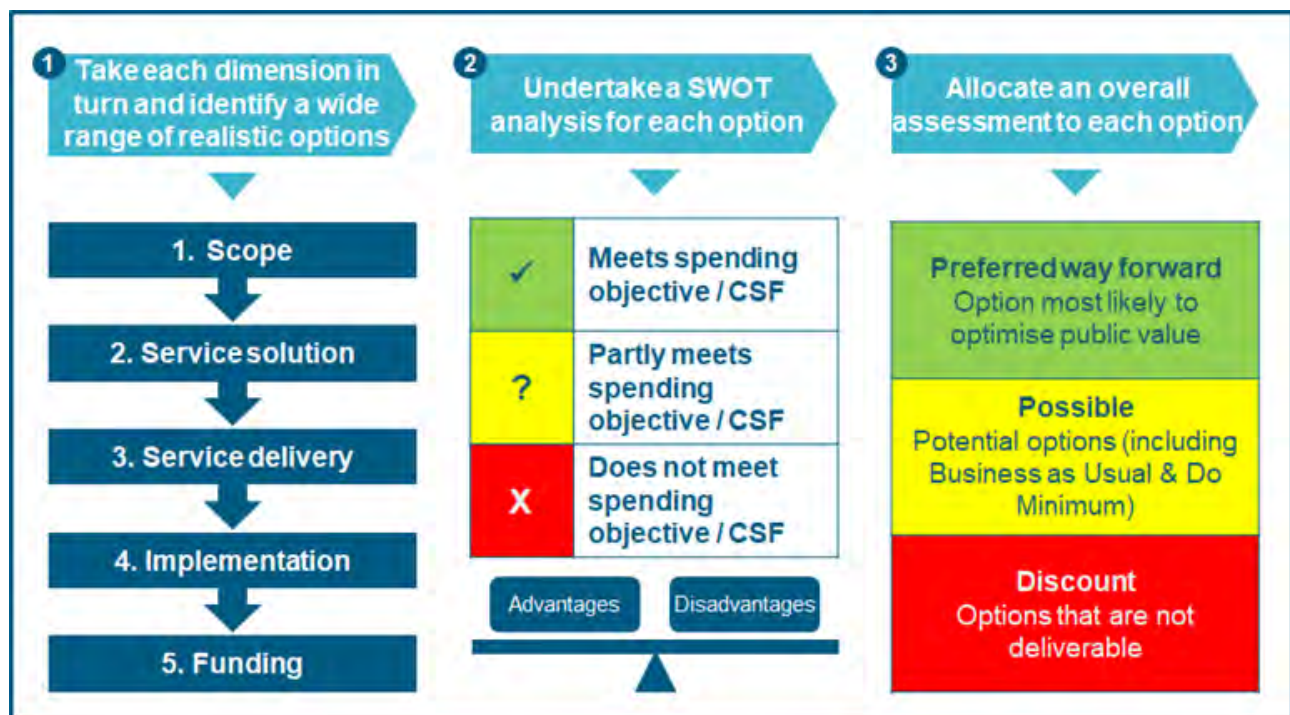 1
Take each dimension in
turn and identify a wide
range of realistic options
1. Scope
2. Service solution
3. Service delivery
4. Implementation
5. Funding
2
Undertake a SWOT
analysis for each option
✓
Meets spending
objective / CSF
?
Partly meets
spending
objective / CSF
X
Does not meet
spending
objective / CSF
Advantages
Disadvantages
3
Allocate an overall
assessment to each option
Preferred way forward
Option most likely to
optimise public value
Possible
Potential options (including
Business as Usual & Do
Minimum)
Discount
Options that are not
deliverable